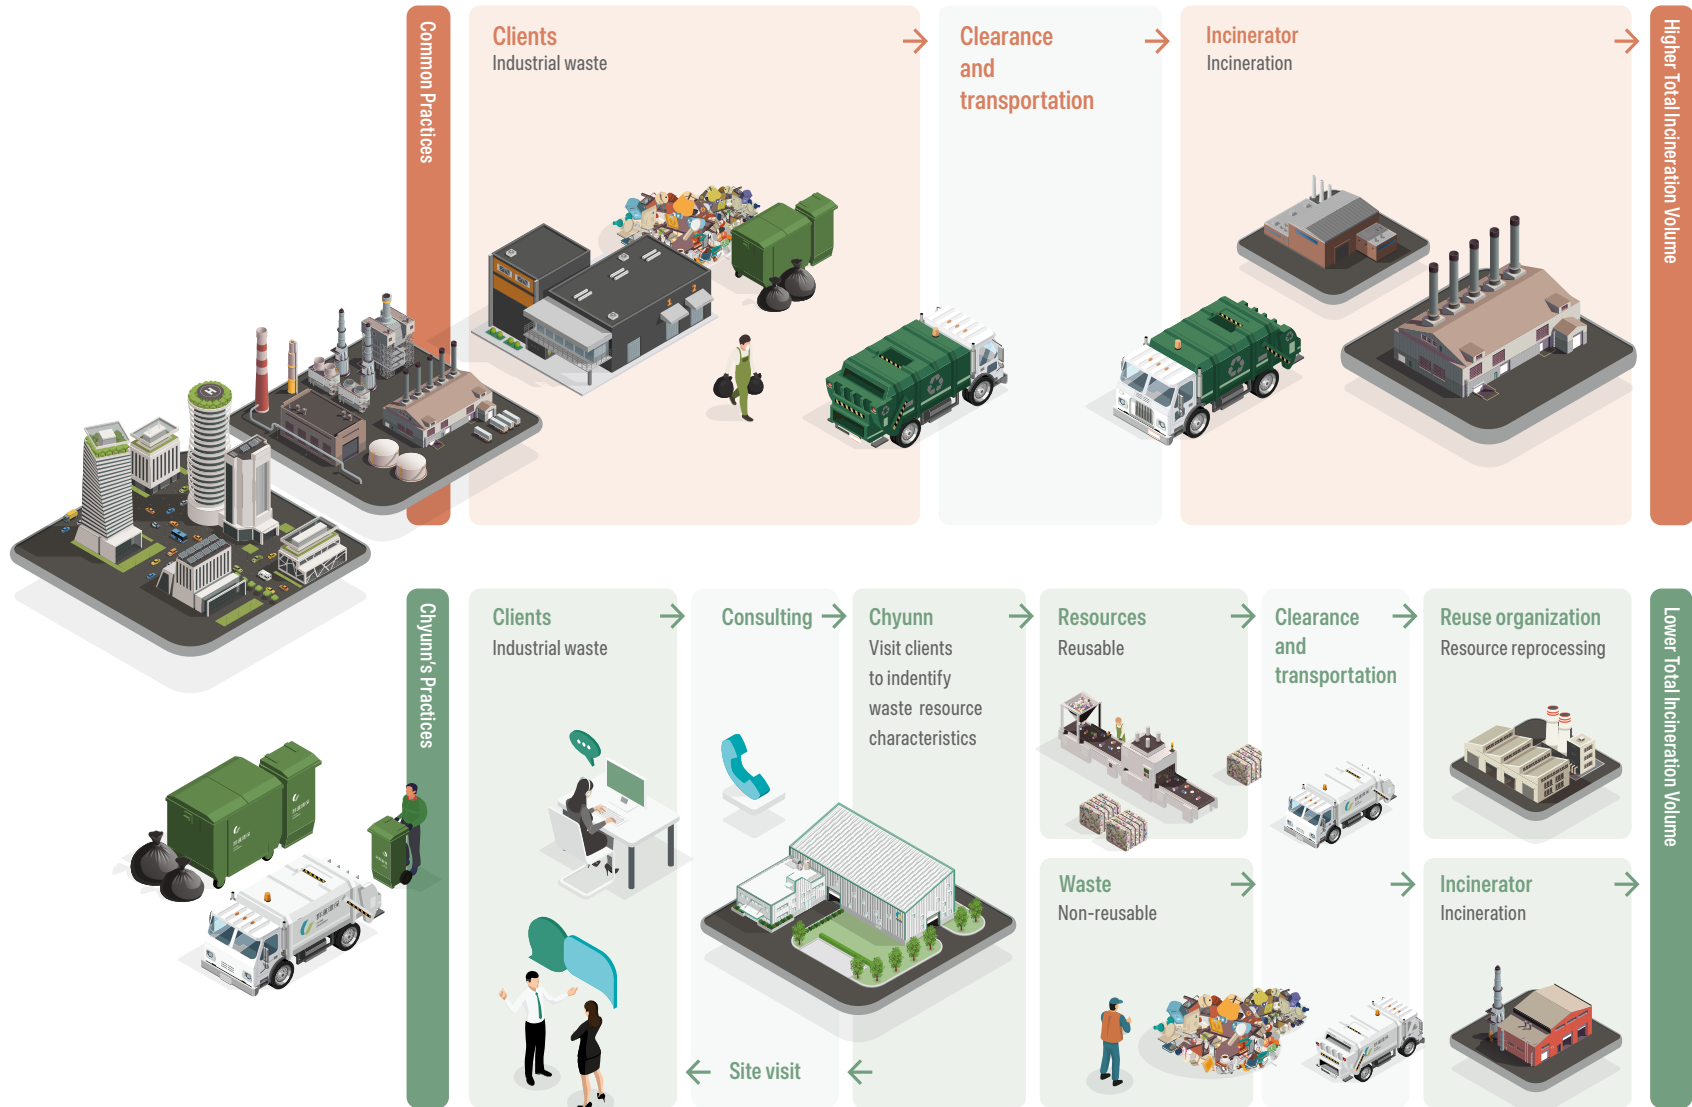 Common Practices
Clients
Industrial waste
Clearance
and
transportation
Incinerator
Incineration
Higher Total Incineration Volume
Chyunn's Practices
Clients
Industrial waste
Consulting
Chyunn
Visit clients
to indentify
waste resource
characteristics
Site visit
Resources
Reusable
Clearance
and
transportation
Reuse organization
Resource reprocessing
Waste
Non-reusable
Incinerator
Incineration
Lower Total Incineration Volume